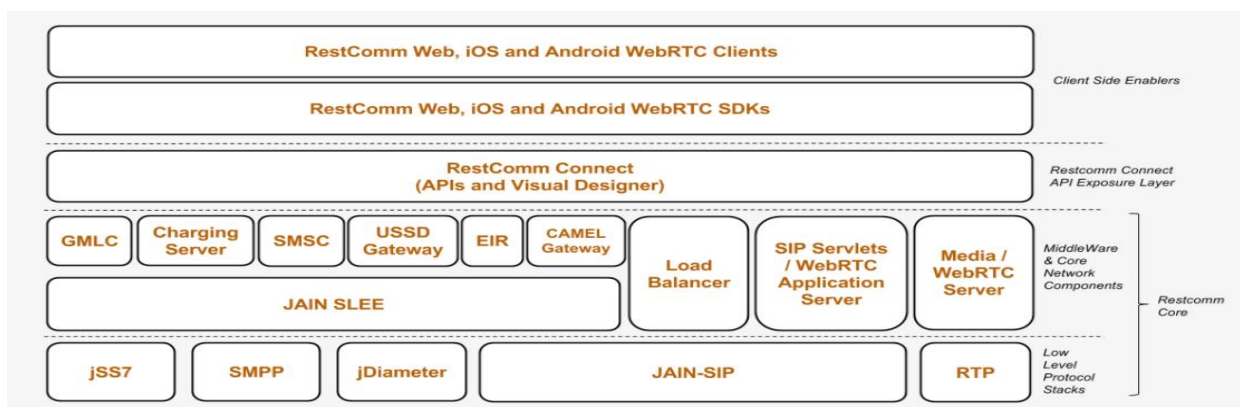 RestComm Web, iOS and Android WebRTC Clients
Client Side Enablers
RestComm Web, iOS and Android WebRTC SDKs
RestComm Connect
(APIs and Visual Designer)
Restcomm Connect
API Exposure Layer
GMLC
Charging
Server
SMSC
USSD
Gateway
EIR
CAMEL
Gateway
Load
Balancer
SIP Servlets
/ WebRTC
Application
Server
Media /
WebRTC
Server
MiddleWare
& Core
Network
Components
JAIN SLEE
Restcomm
Core
jSS7
SMPP
jDiameter
JAIN-SIP
RTP
Low
Level
Protocol
Stacks